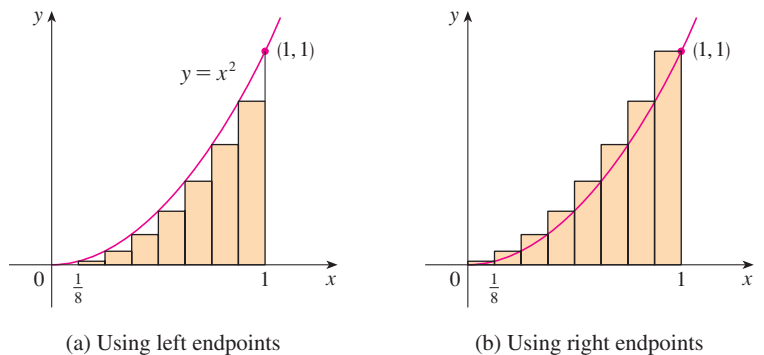 y
(1, 1)
y = x²
0
1/8
1
x
(a) Using left endpoints
y
(1, 1)
0
1/8
1
x
(b) Using right endpoints